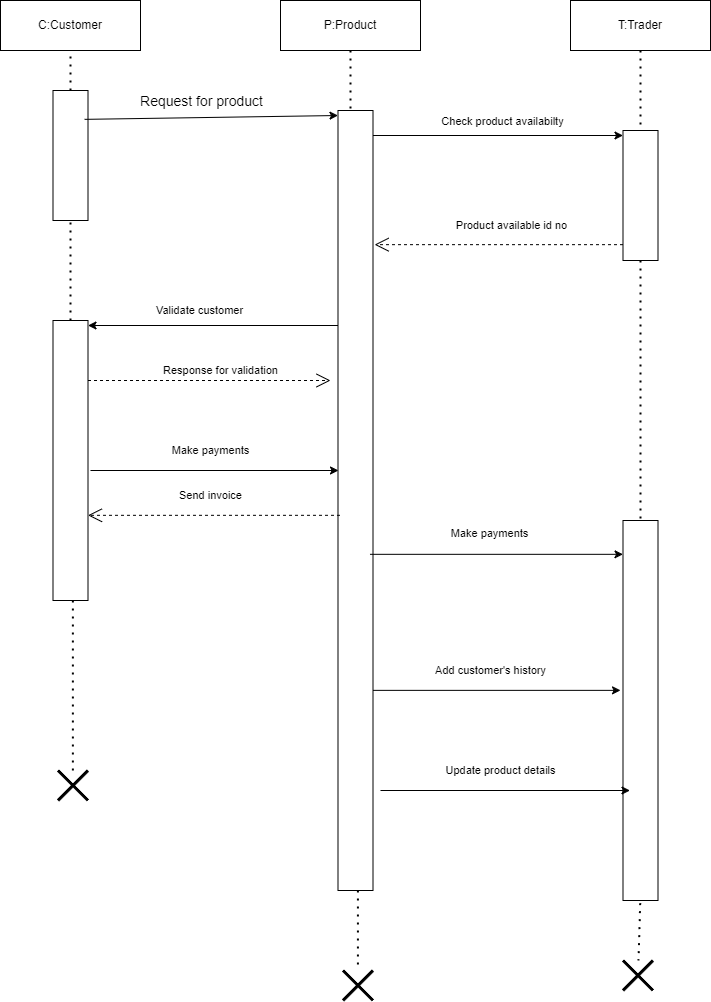 C:Customer
P:Product
T:Trader
Request for product
Check product availabilty
Product available id no
Validate customer
Response for validation
Make payments
Send invoice
Make payments
Add customer's history
Update product details